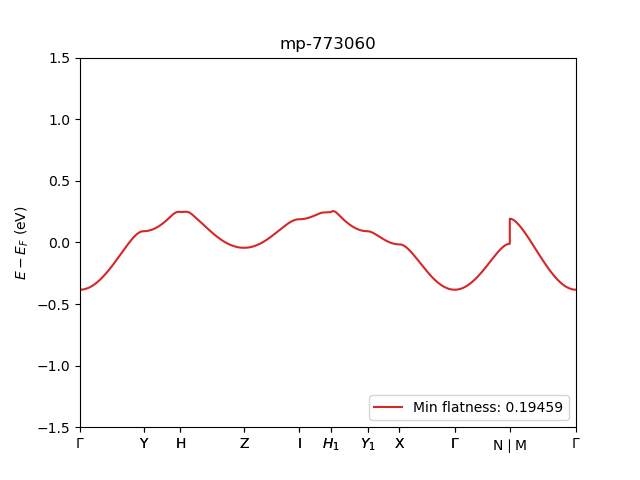 mp-773060
1.5
1.0
0.5
0.0
−0.5
−1.0
−1.5
E − E_F (eV)
Min flatness: 0.19459
Γ Y H Z I H₁ Y₁ X Γ N | M Γ